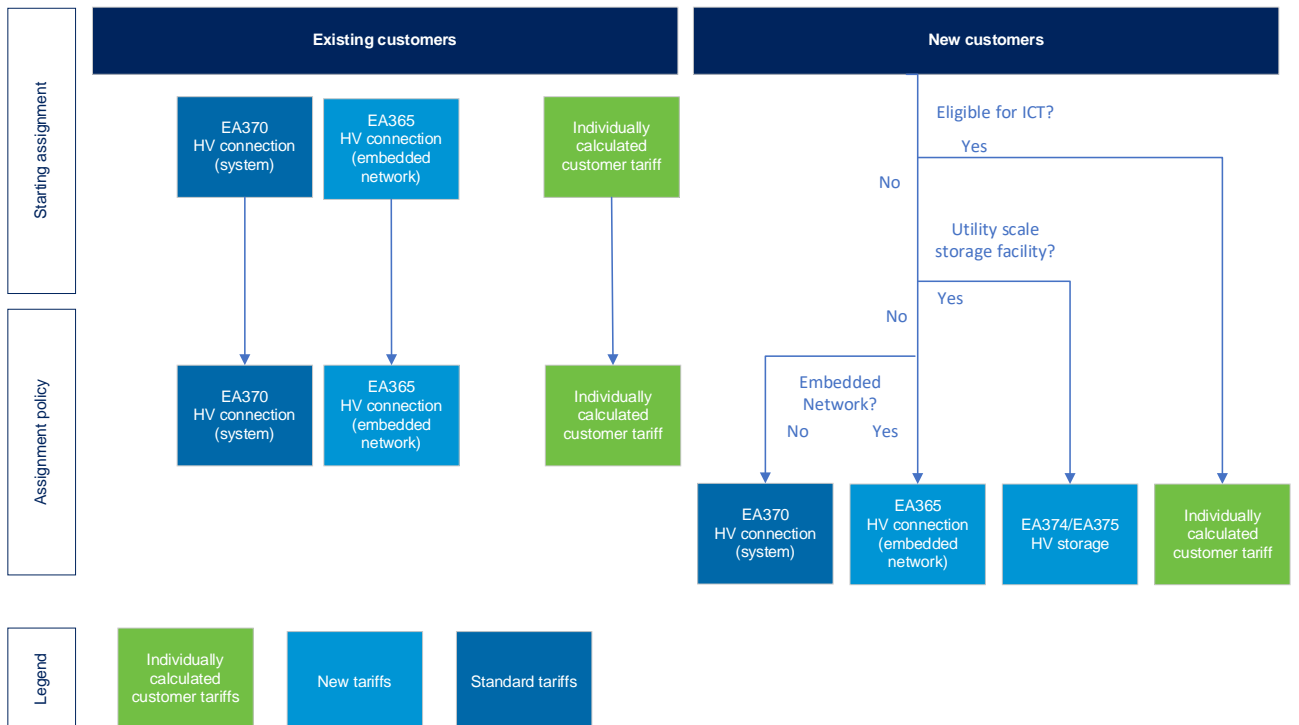 Existing customers
New customers
Starting assignment
EA370
HV connection
(system)
EA365
HV connection
(embedded
network)
Individually
calculated
customer tariff
Eligible for ICT?
Yes
No
Utility scale
storage facility?
Yes
No
Assignment policy
EA370
HV connection
(system)
EA365
HV connection
(embedded
network)
Individually
calculated
customer tariff
Embedded
Network?
No
Yes
EA370
HV connection
(system)
EA365
HV connection
(embedded
network)
EA374/EA375
HV storage
Individually
calculated
customer tariff
Legend
Individually
calculated
customer tariffs
New tariffs
Standard tariffs